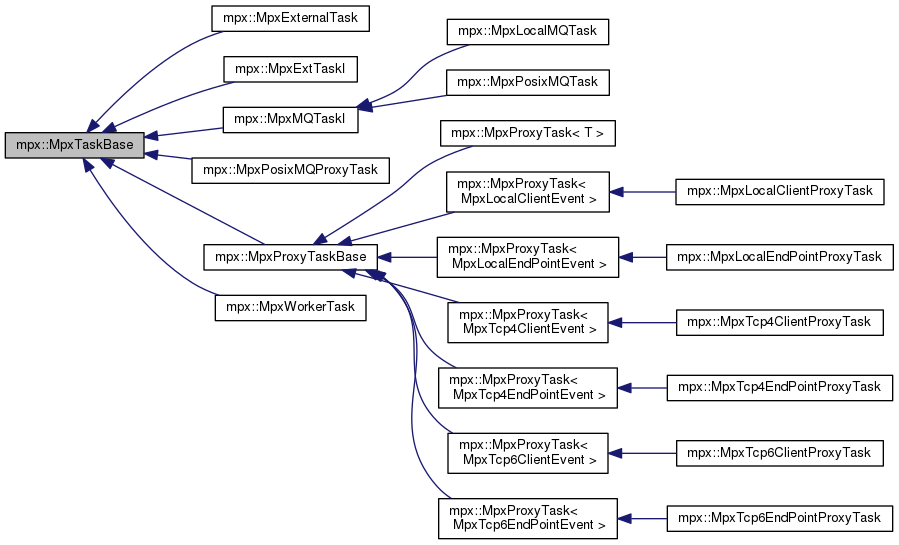 mpx::MpxTaskBase
mpx::MpxExternalTask
mpx::MpxExtTaskI
mpx::MpxMQTaskI
mpx::MpxPosixMQProxyTask
mpx::MpxProxyTaskBase
mpx::MpxWorkerTask
mpx::MpxLocalMQTask
mpx::MpxPosixMQTask
mpx::MpxProxyTask< T >
mpx::MpxProxyTask<
MpxLocalClientEvent >
mpx::MpxProxyTask<
MpxLocalEndPointEvent >
mpx::MpxProxyTask<
MpxTcp4ClientEvent >
mpx::MpxProxyTask<
MpxTcp4EndPointEvent >
mpx::MpxProxyTask<
MpxTcp6ClientEvent >
mpx::MpxProxyTask<
MpxTcp6EndPointEvent >
mpx::MpxLocalClientProxyTask
mpx::MpxLocalEndPointProxyTask
mpx::MpxTcp4ClientProxyTask
mpx::MpxTcp4EndPointProxyTask
mpx::MpxTcp6ClientProxyTask
mpx::MpxTcp6EndPointProxyTask